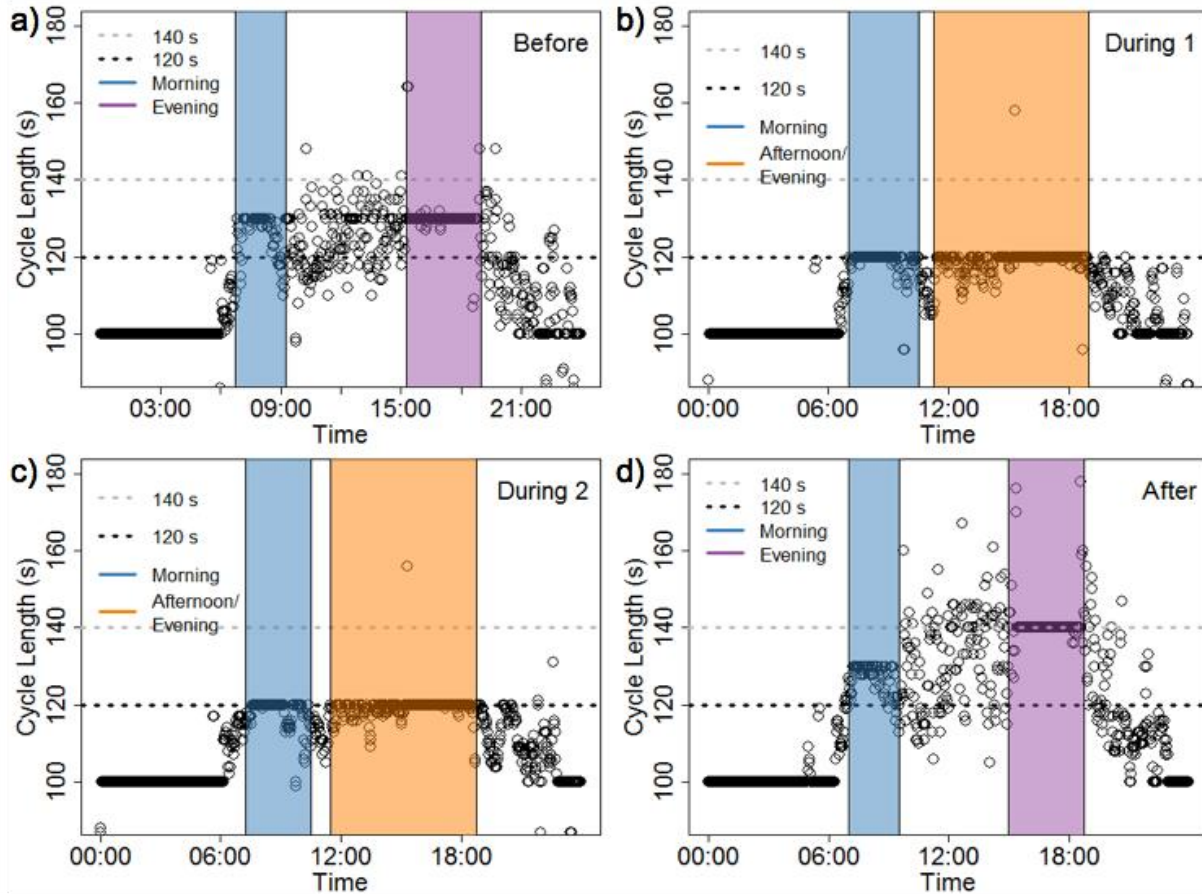 a)
Before
140 s
120 s
Morning
Evening
Cycle Length (s)
180
160
140
120
100
03:00
09:00
15:00
21:00
Time
b)
During 1
140 s
120 s
Morning
Afternoon/
Evening
Cycle Length (s)
180
160
140
120
100
00:00
06:00
12:00
18:00
Time
c)
During 2
140 s
120 s
Morning
Afternoon/
Evening
Cycle Length (s)
180
160
140
120
100
00:00
06:00
12:00
18:00
Time
d)
After
140 s
120 s
Morning
Evening
Cycle Length (s)
180
160
140
120
100
00:00
06:00
12:00
18:00
Time